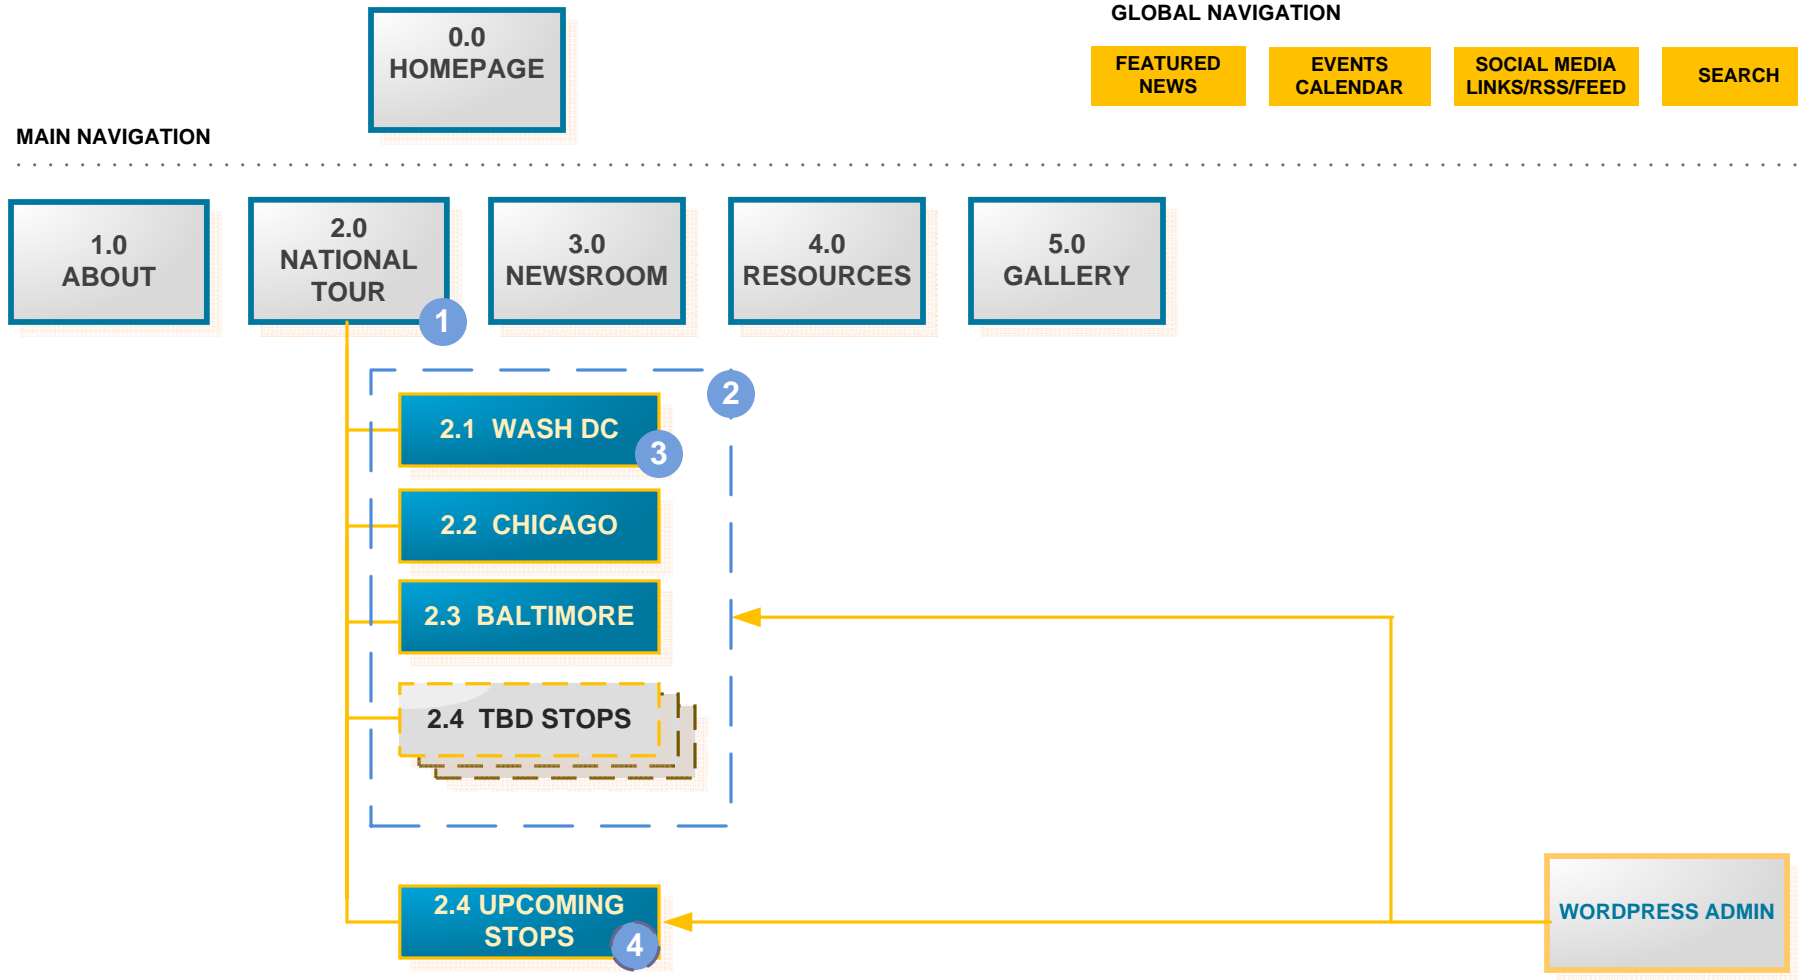 0.0
HOMEPAGE
GLOBAL NAVIGATION
FEATURED
NEWS
EVENTS
CALENDAR
SOCIAL MEDIA
LINKS/RSS/FEED
SEARCH
MAIN NAVIGATION
1.0
ABOUT
2.0
NATIONAL
TOUR
1
3.0
NEWSROOM
4.0
RESOURCES
5.0
GALLERY
2
2.1 WASH DC
3
2.2 CHICAGO
2.3 BALTIMORE
2.4 TBD STOPS
2.4 UPCOMING
STOPS
4
WORDPRESS ADMIN